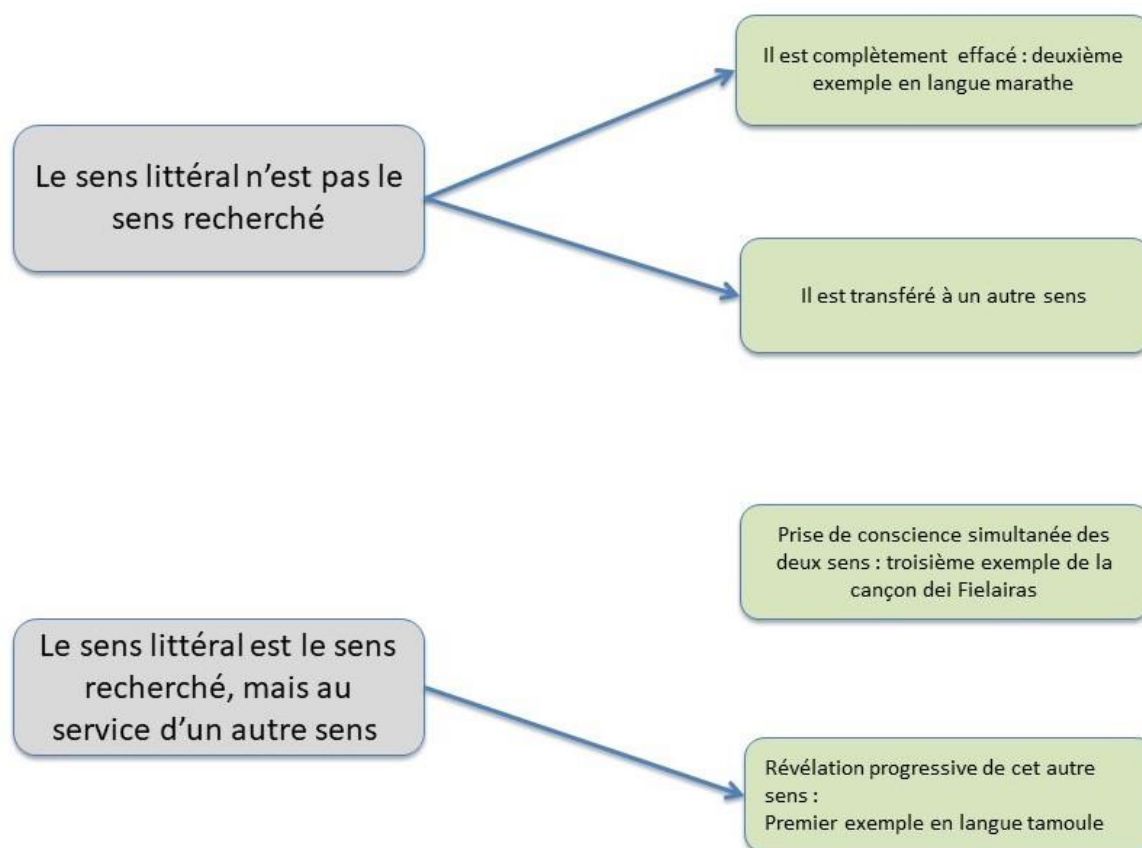 Il est complètement effacé : deuxième
exemple en langue marathe
Le sens littéral n’est pas le
sens recherché
Il est transféré à un autre sens
Prise de conscience simultanée des
deux sens : troisième exemple de la
cançon dei Fielairas
Le sens littéral est le sens
recherché, mais au
service d’un autre sens
Révélation progressive de cet autre
sens :
Premier exemple en langue tamoule